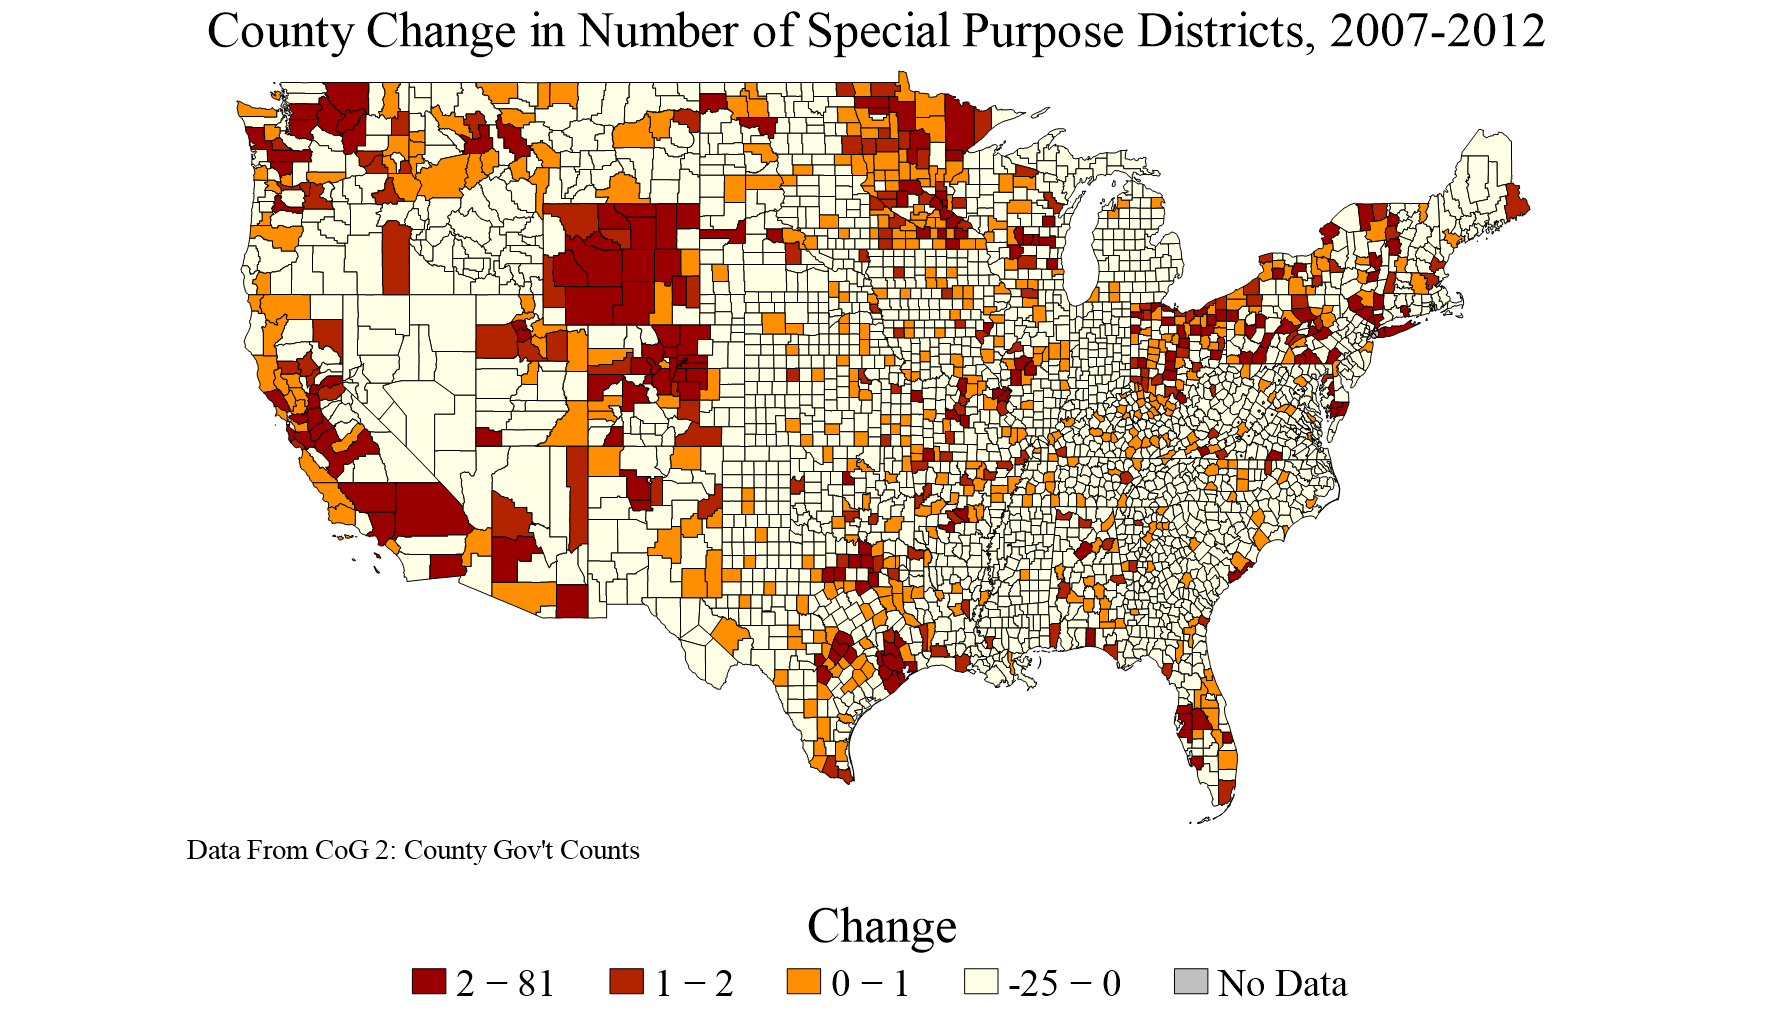 County Change in Number of Special Purpose Districts, 2007-2012
Data From CoG 2: County Gov't Counts
Change
2 − 81
1 − 2
0 − 1
-25 − 0
No Data